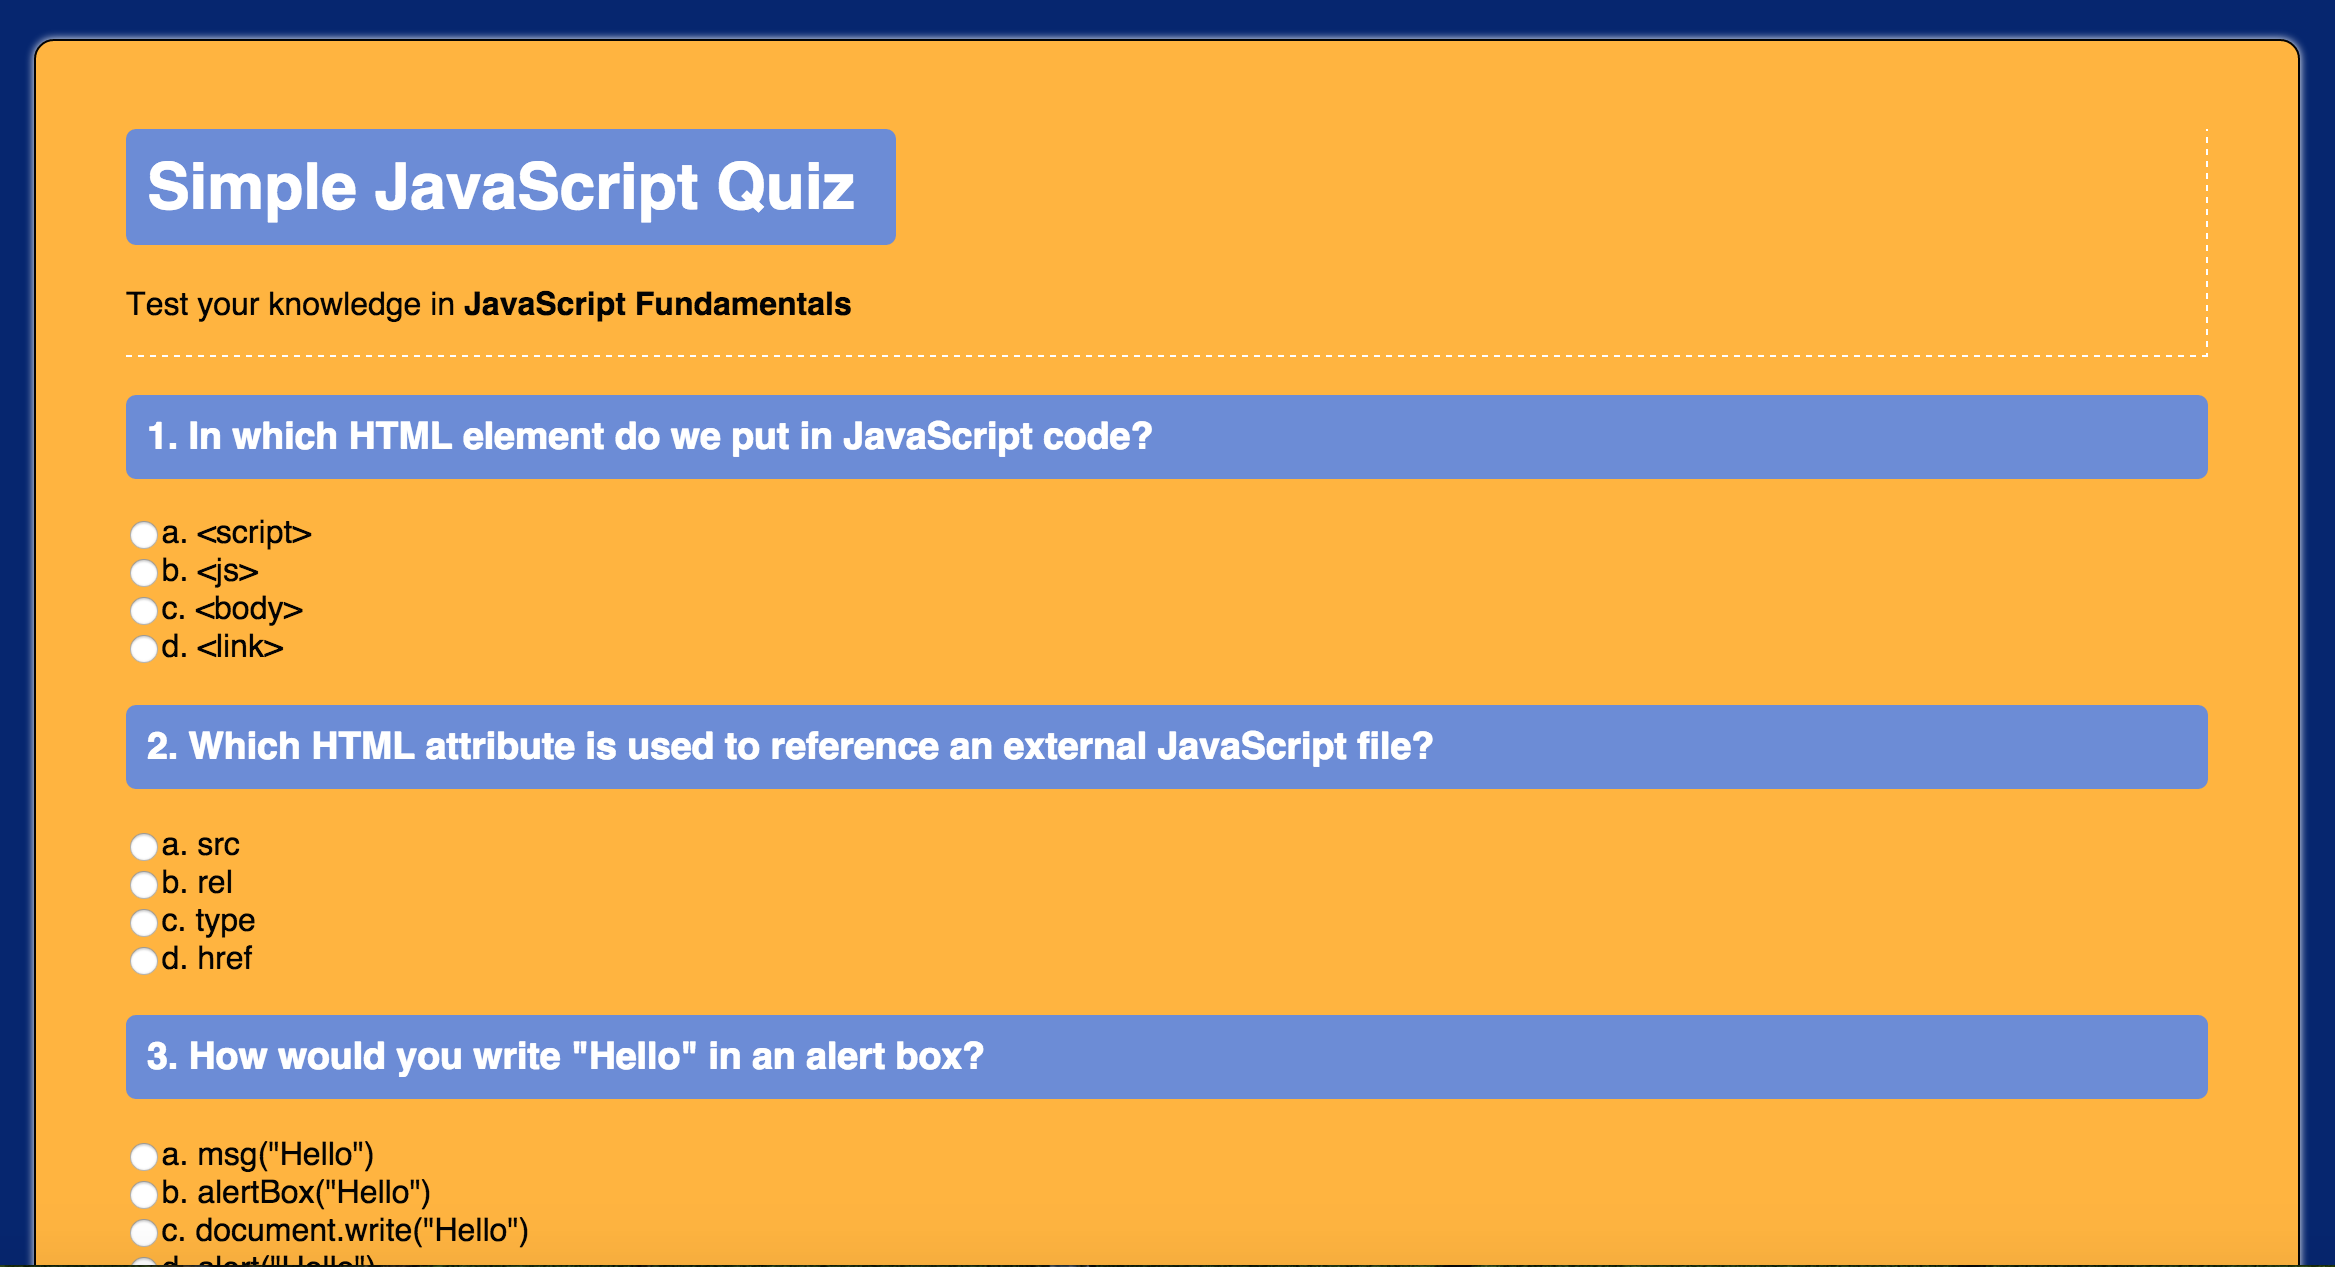 Simple JavaScript Quiz
Test your knowledge in JavaScript Fundamentals
1. In which HTML element do we put in JavaScript code?
a. <script>
b. <js>
c. <body>
d. <link>
2. Which HTML attribute is used to reference an external JavaScript file?
a. src
b. rel
c. type
d. href
3. How would you write "Hello" in an alert box?
a. msg("Hello")
b. alertBox("Hello")
c. document.write("Hello")
d. alert("Hello")